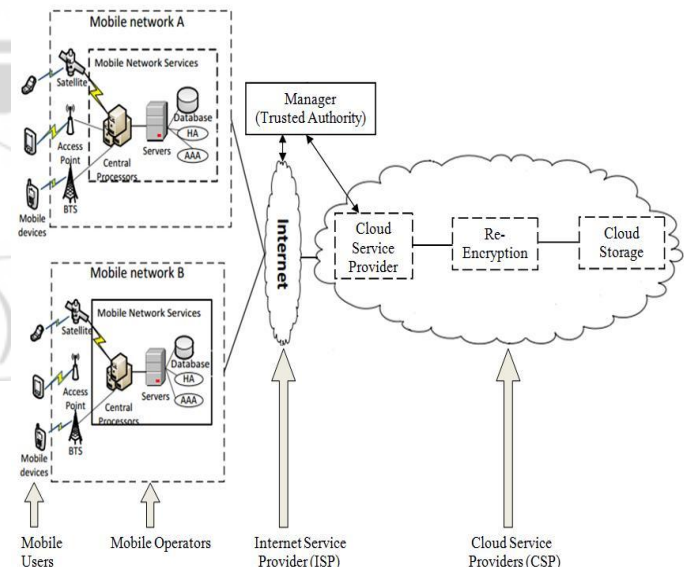 Mobile network A
Mobile Network Services
Satellite
Database
HA
AAA
Access
Point
Central
Processors
Servers
Mobile
devices
BTS
Manager
(Trusted Authority)
Internet
Cloud
Service
Provider
Re-
Encryption
Cloud
Storage
Mobile network B
Mobile Network Services
Satellite
Database
HA
AAA
Access
Point
Central
Processors
Servers
Mobile
devices
BTS
Mobile
Users
Mobile Operators
Internet Service
Provider (ISP)
Cloud Service
Providers (CSP)